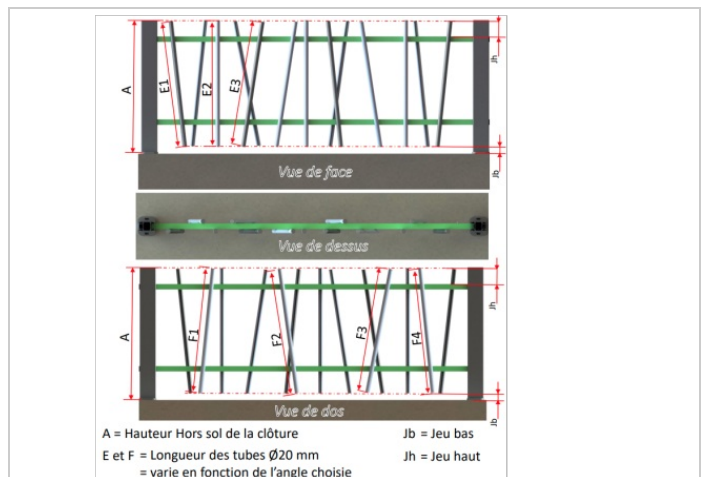 A
E1
E2
E3
Jh
Jb
Vue de face
Vue de dessus
A
F1
F2
F3
F4
Jh
Jb
Vue de dos
A = Hauteur Hors sol de la clôture
Jb = Jeu bas
E et F = Longueur des tubes Ø20 mm
Jh = Jeu haut
= varie en fonction de l'angle choisie